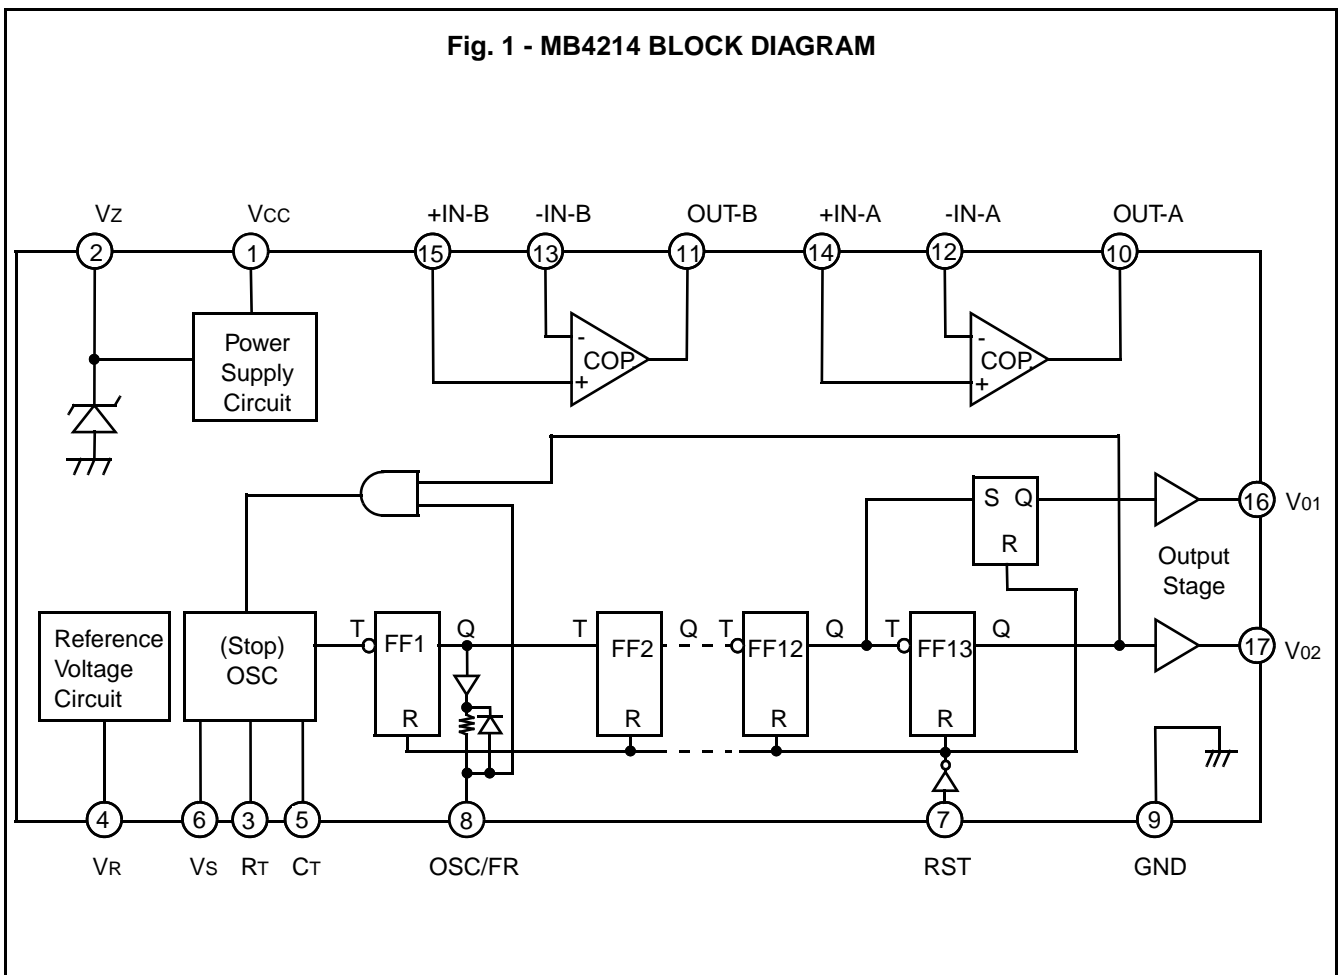 Fig. 1 - MB4214 BLOCK DIAGRAM
VZ
VCC
+IN-B
-IN-B
OUT-B
+IN-A
-IN-A
OUT-A
2
1
15
13
11
14
12
10
Power
Supply
Circuit
-
COP.
+
-
COP.
+
S Q
R
16
V01
Output
Stage
Reference
Voltage
Circuit
(Stop)
OSC
T
FF1
Q
R
T
FF2
Q
R
T
FF12
Q
R
T
FF13
Q
R
17
V02
4
6
3
5
8
7
9
VR
VS
RT
CT
OSC/FR
RST
GND